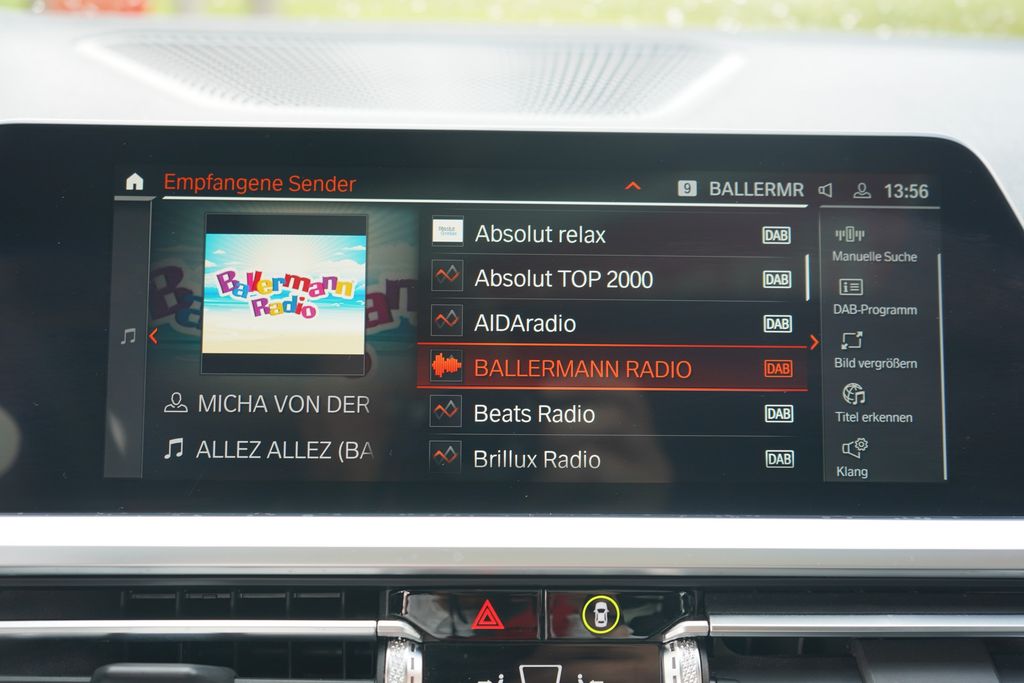 Empfangene Sender
9 BALLERMR 13:56
Ballermann
Radio
MICHA VON DER
ALLEZ ALLEZ (BA
Absolut relax DAB
Absolut TOP 2000 DAB
AIDAradio DAB
BALLERMANN RADIO DAB
Beats Radio DAB
Brillux Radio DAB
Manuelle Suche
DAB-Programm
Bild vergrößern
Titel erkennen
Klang